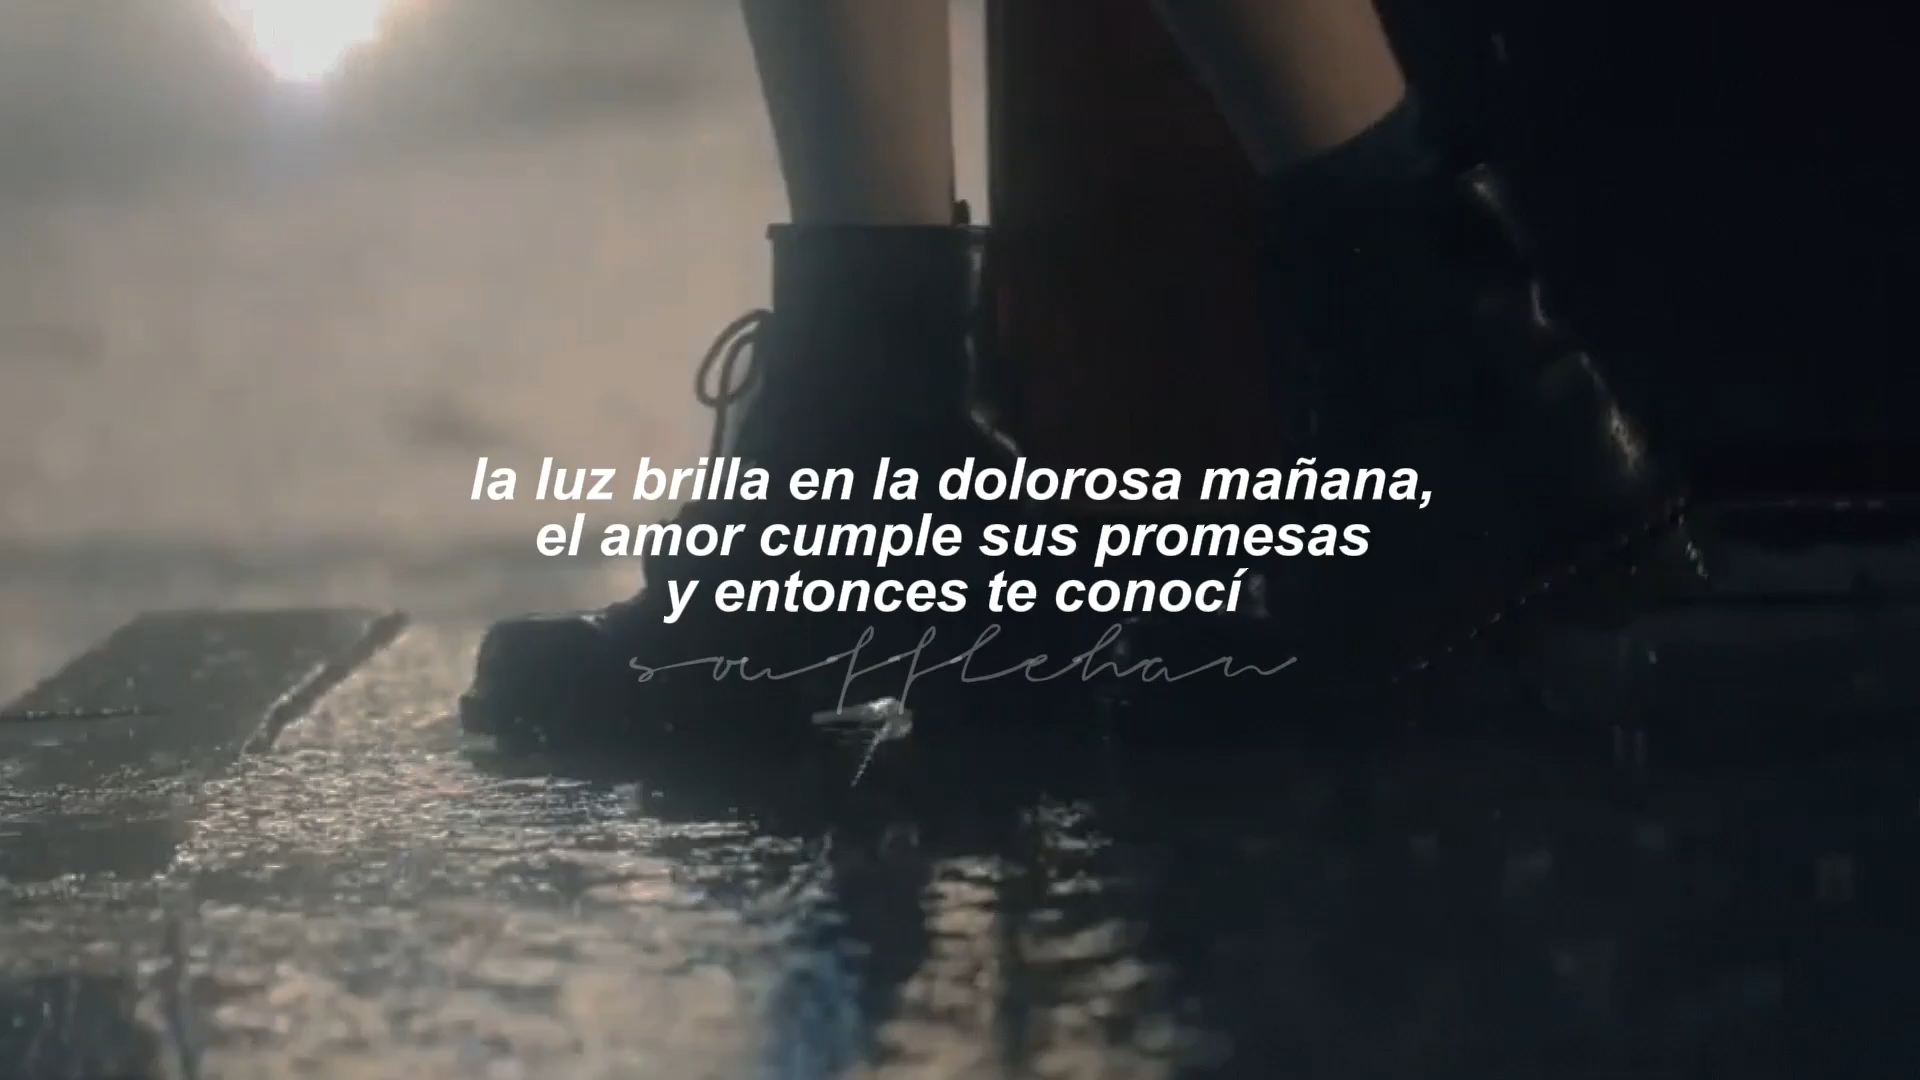 la luz brilla en la dolorosa mañana,
el amor cumple sus promesas
y entonces te conocí
soufflehan